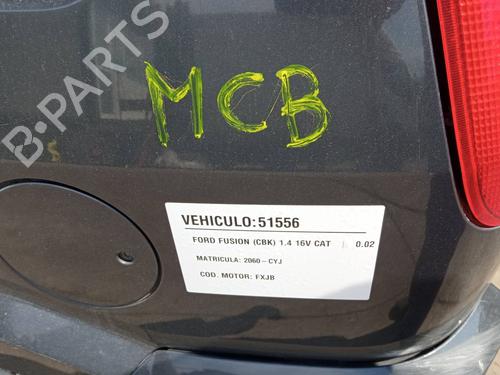 B-PARTS
MCB
VEHICULO:51556
FORD FUSION (CBK) 1.4 16V CAT | 0.02
MATRICULA: 2060-CYJ
COD. MOTOR: FXJB